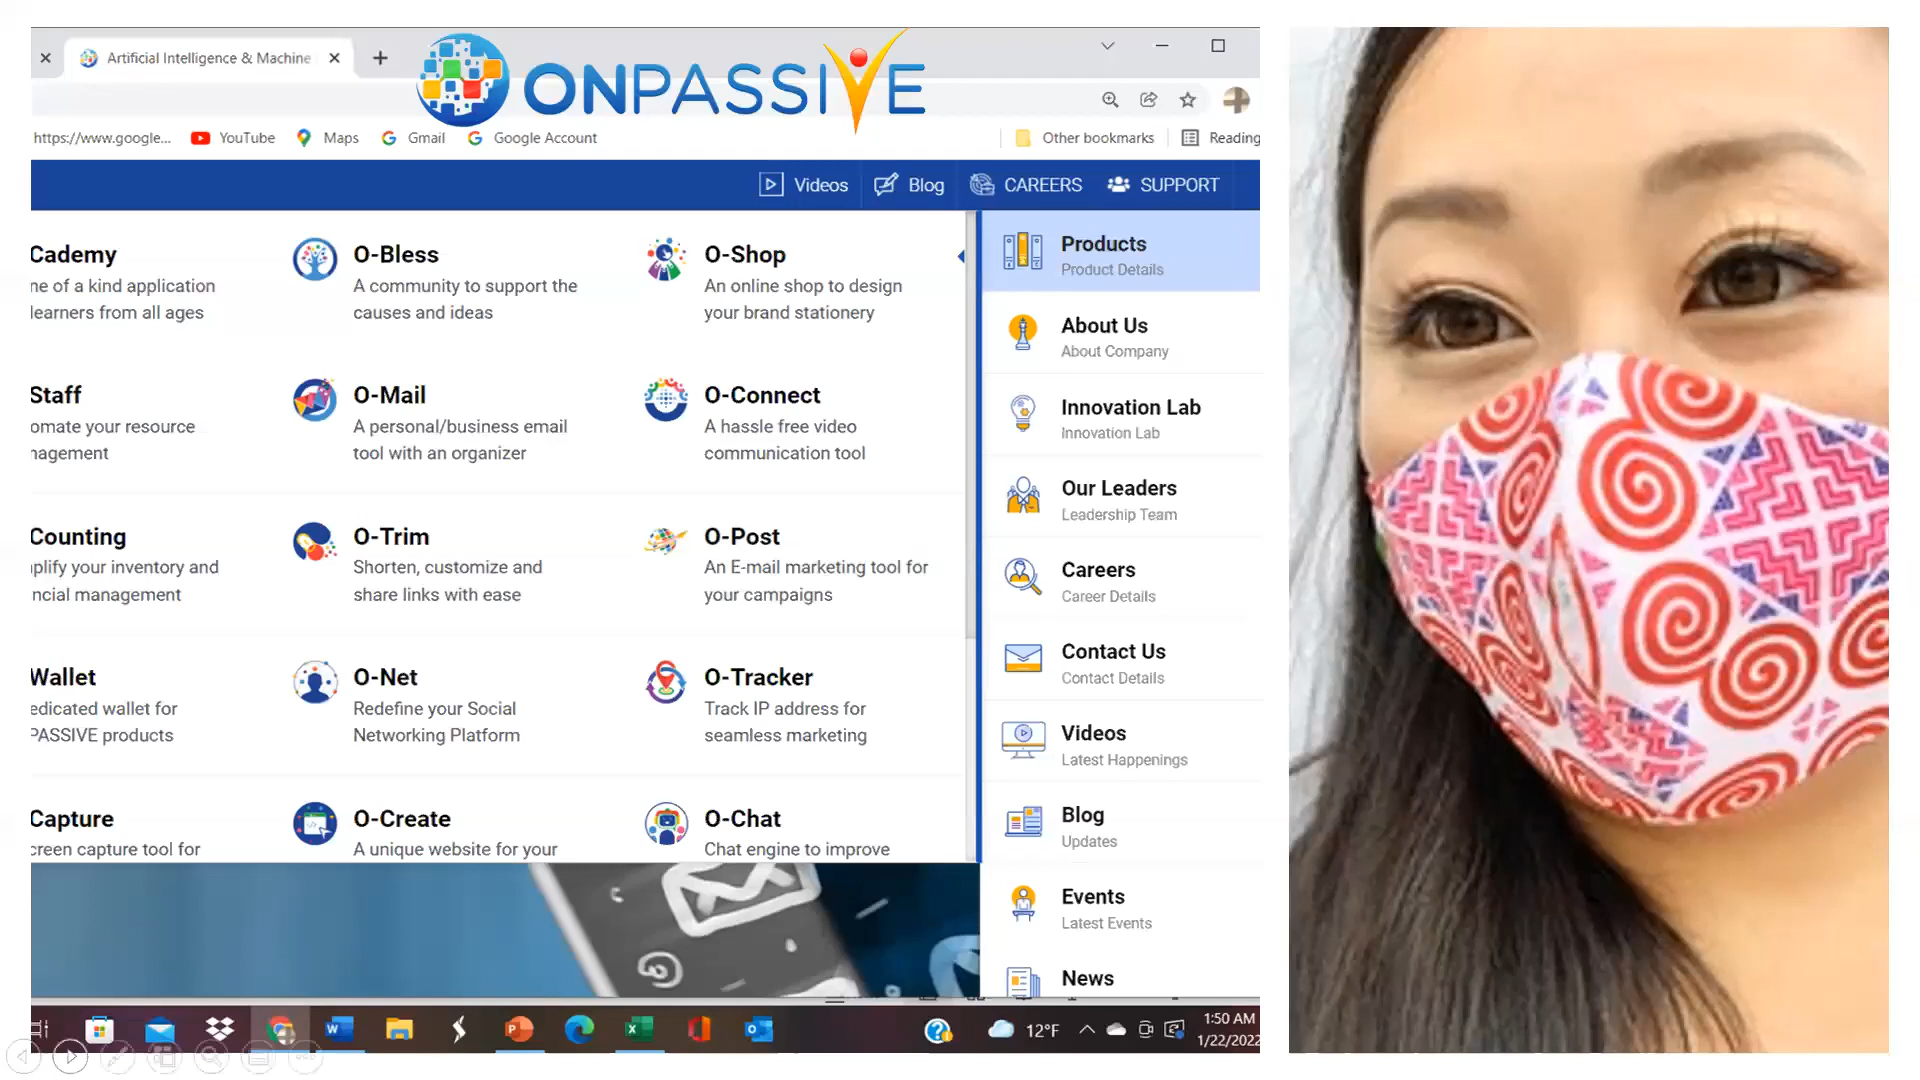 Artificial Intelligence & Machine
ONPASSIVE
https://www.google...
YouTube
Maps
Gmail
Google Account
Other bookmarks
Reading
Videos
Blog
CAREERS
SUPPORT
Cademy
ne of a kind application
learners from all ages
O-Bless
A community to support the
causes and ideas
O-Shop
An online shop to design
your brand stationery
Staff
omate your resource
nagement
O-Mail
A personal/business email
tool with an organizer
O-Connect
A hassle free video
communication tool
Counting
nplify your inventory and
ncial management
O-Trim
Shorten, customize and
share links with ease
O-Post
An E-mail marketing tool for
your campaigns
Wallet
edicated wallet for
PASSIVE products
O-Net
Redefine your Social
Networking Platform
O-Tracker
Track IP address for
seamless marketing
Capture
creen capture tool for
O-Create
A unique website for your
O-Chat
Chat engine to improve
Products
Product Details
About Us
About Company
Innovation Lab
Innovation Lab
Our Leaders
Leadership Team
Careers
Career Details
Contact Us
Contact Details
Videos
Latest Happenings
Blog
Updates
Events
Latest Events
News
12°F
1:50 AM
1/22/2022